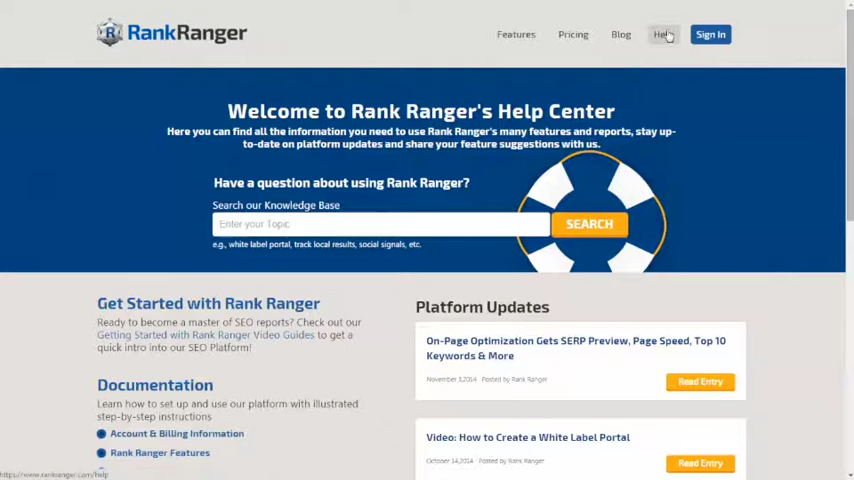 RankRanger
Features
Pricing
Blog
Help
Sign In
Welcome to Rank Ranger's Help Center
Here you can find all the information you need to use Rank Ranger's many features and reports, stay up-
to-date on platform updates and share your feature suggestions with us.
Have a question about using Rank Ranger?
Search our Knowledge Base
Enter your Topic
SEARCH
e.g., white label portal, track local results, social signals, etc.
Get Started with Rank Ranger
Ready to become a master of SEO reports? Check out our
Getting Started with Rank Ranger Video Guides to get a
quick intro into our SEO Platform!
Documentation
Learn how to set up and use our platform with illustrated
step-by-step instructions
Account & Billing Information
Rank Ranger Features
Platform Updates
On-Page Optimization Gets SERP Preview, Page Speed, Top 10
Keywords & More
November 3,2014 Posted by Rank Ranger
Read Entry
Video: How to Create a White Label Portal
October 14,2014 Posted by Rank Ranger
Read Entry
https://www.rankranger.com/help